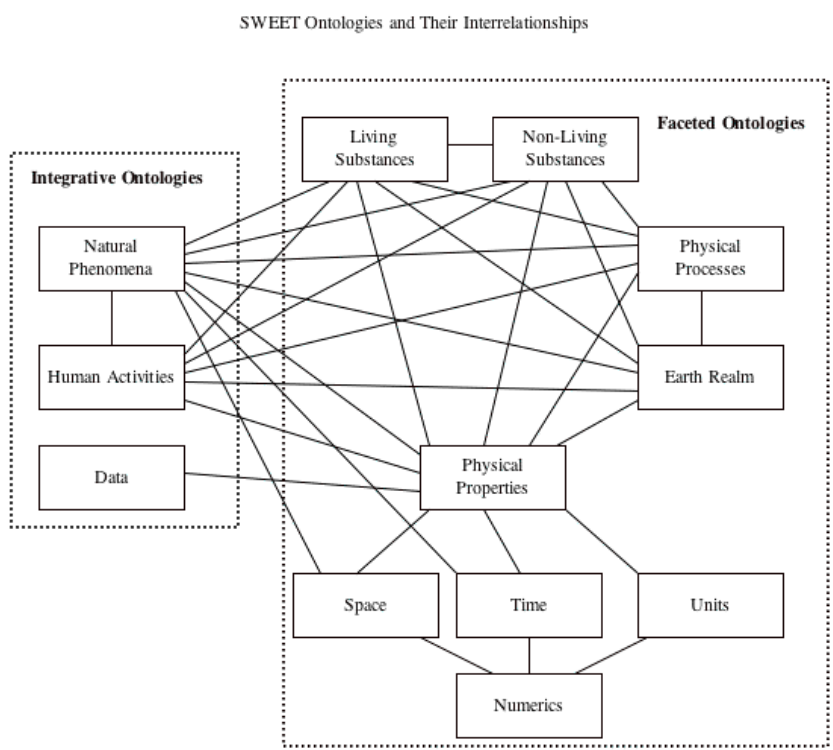 SWEET Ontologies and Their Interrelationships
Faceted Ontologies
Living
Substances
Non-Living
Substances
Integrative Ontologies
Natural
Phenomena
Physical
Processes
Human Activities
Earth Realm
Data
Physical
Properties
Space
Time
Units
Numerics